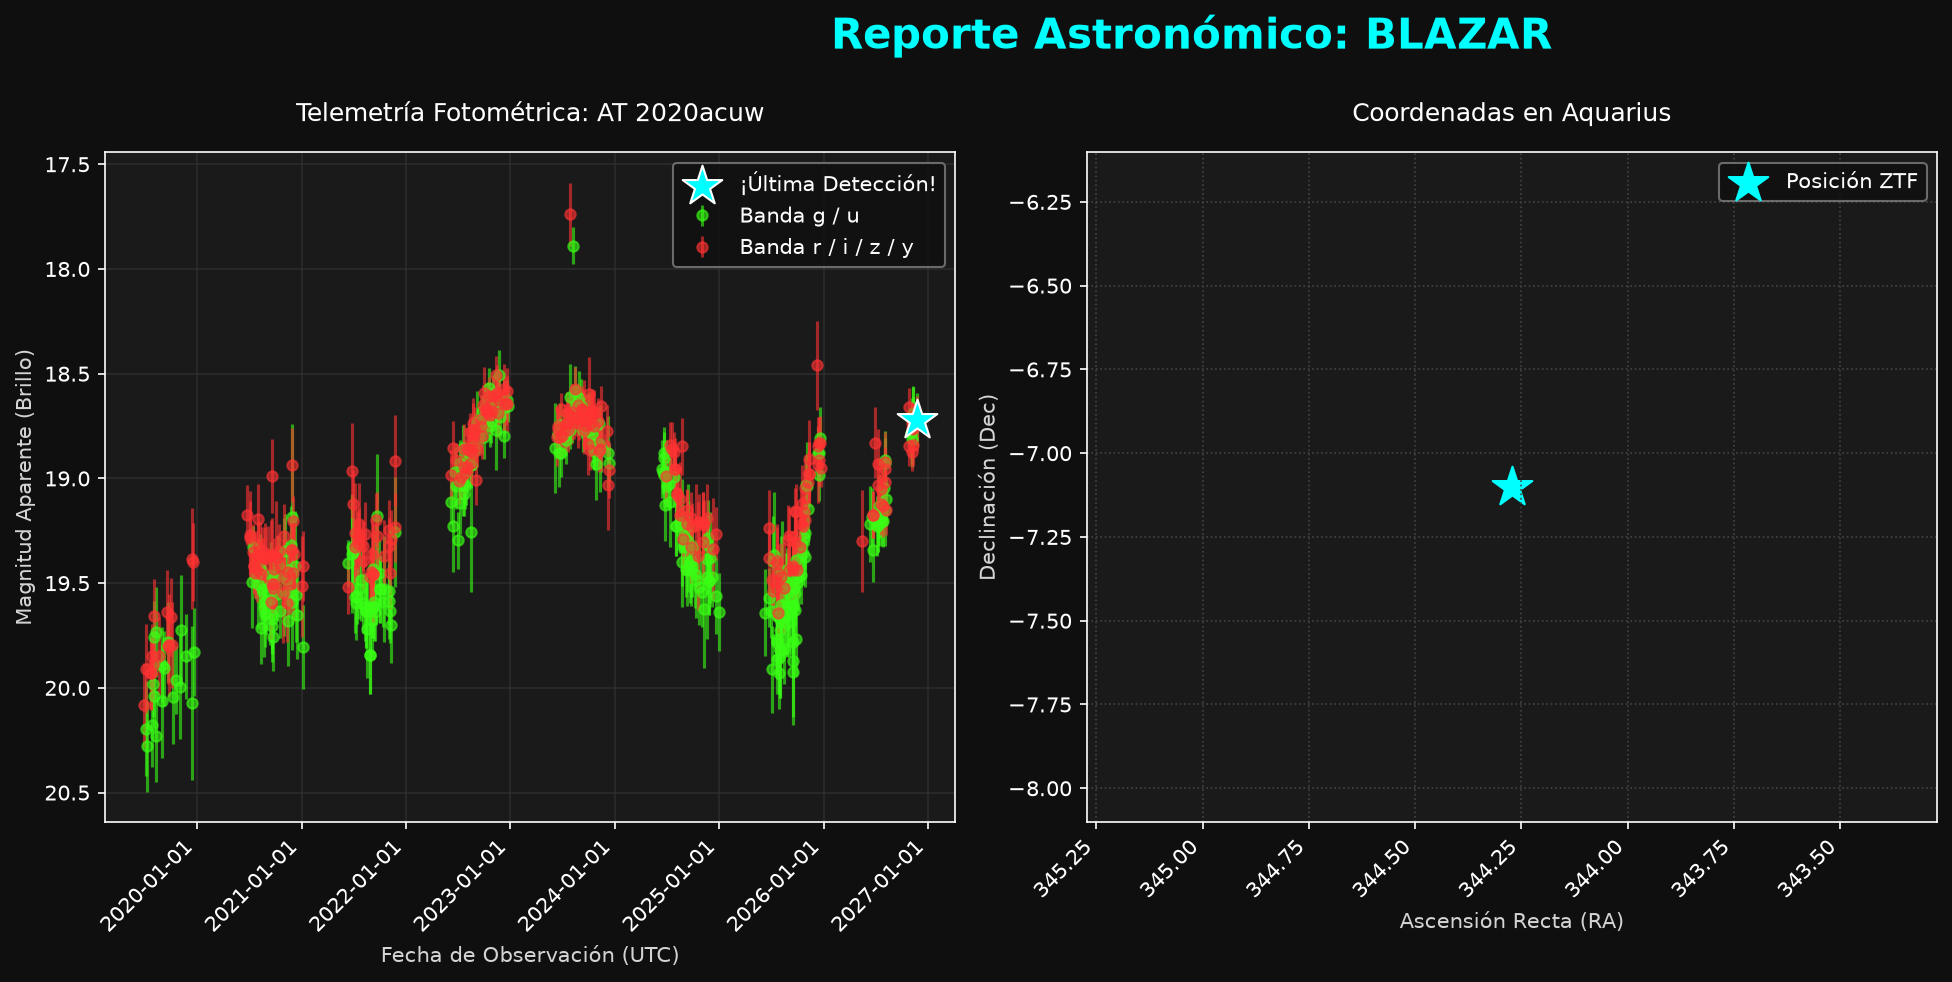 Reporte Astronómico: BLAZAR
Telemetría Fotométrica: AT 2020acuw
¡Última Detección!
Banda g / u
Banda r / i / z / y
Magnitud Aparente (Brillo)
17.5
18.0
18.5
19.0
19.5
20.0
20.5
2020-01-01
2021-01-01
2022-01-01
2023-01-01
2024-01-01
2025-01-01
2026-01-01
2027-01-01
Fecha de Observación (UTC)
Coordenadas en Aquarius
Posición ZTF
Declinación (Dec)
−6.25
−6.50
−6.75
−7.00
−7.25
−7.50
−7.75
−8.00
345.25
345.00
344.75
344.50
344.25
344.00
343.75
343.50
Ascensión Recta (RA)